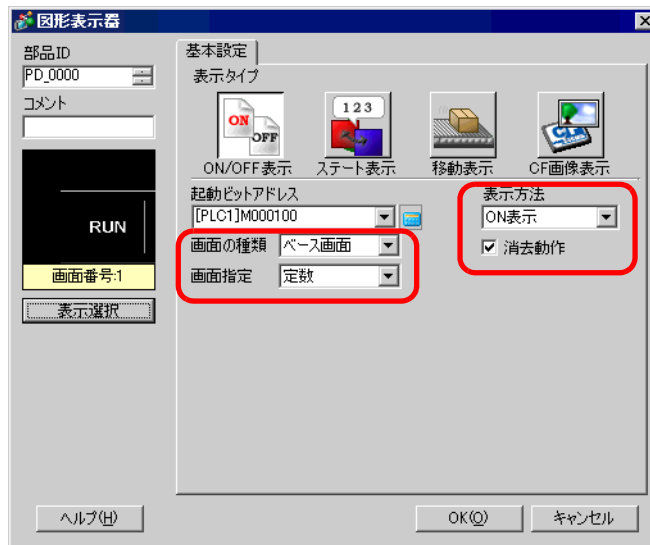 図形表示器
部品ID
PD_0000
コメント
RUN
画面番号:1
表示選択
基本設定
表示タイプ
ON
OFF
123
ON/OFF表示 ステート表示 移動表示 CF画像表示
起動ビットアドレス
[PLC1]M000100
画面の種類 ベース画面
画面指定 定数
表示方法
ON表示
消去動作
ヘルプ(H)
OK(O)
キャンセル